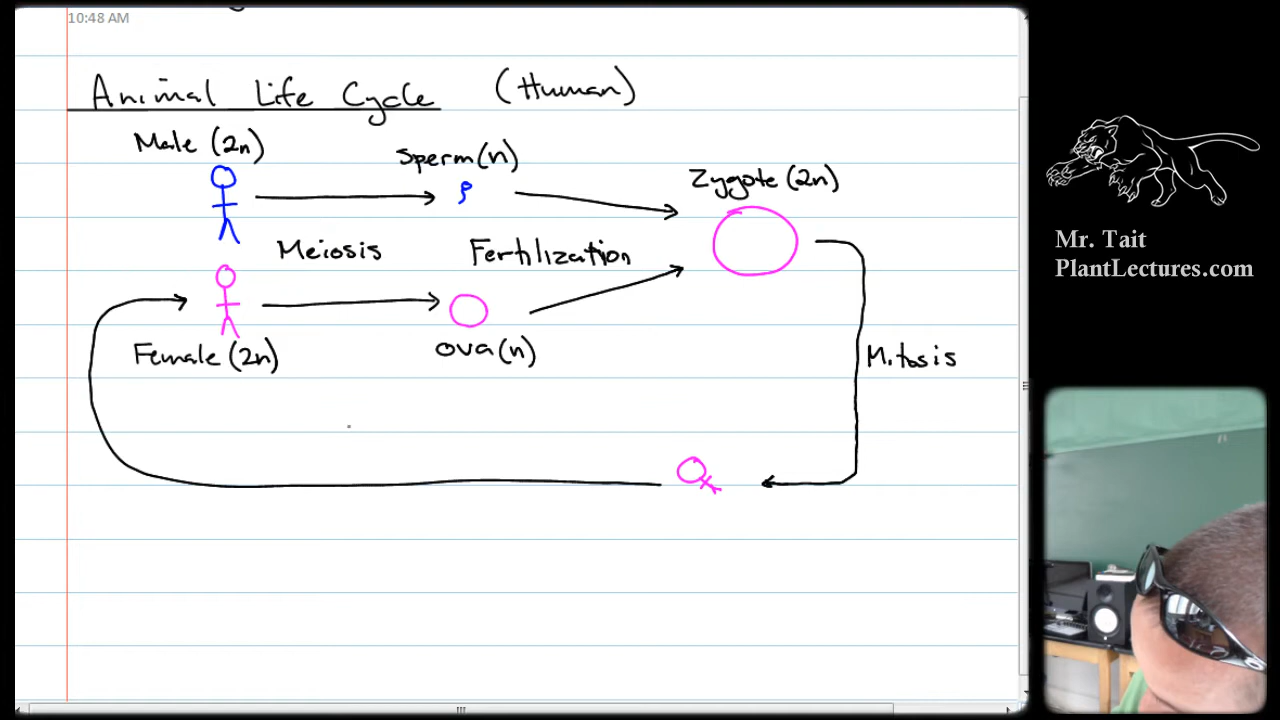 10:48 AM
Animal Life Cycle (Human)
Male (2n)
Sperm (n)
Zygote (2n)
Meiosis
Fertilization
Female (2n)
ova (n)
Mitosis
Mr. Tait
PlantLectures.com